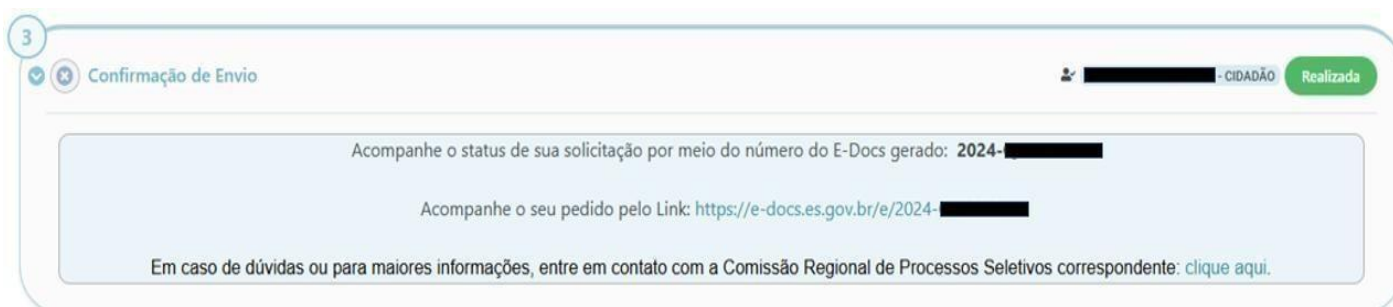 3
Confirmação de Envio - CIDADÃO Realizada
Acompanhe o status de sua solicitação por meio do número do E-Docs gerado: 2024-
Acompanhe o seu pedido pelo Link: https://e-docs.es.gov.br/e/2024-
Em caso de dúvidas ou para maiores informações, entre em contato com a Comissão Regional de Processos Seletivos correspondente: clique aqui.